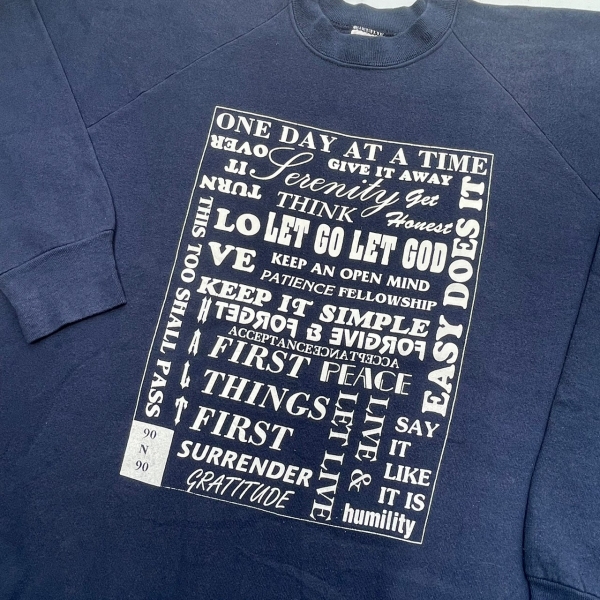 ONE DAY AT A TIME
TURN
IT
OVER
GIVE IT AWAY
Serenity
Get
Honest
THINK
LO
VE
LET GO LET GOD
KEEP AN OPEN MIND
PATIENCE FELLOWSHIP
EASY DOES IT
THIS TOO SHALL PASS
KEEP IT SIMPLE
FORGIVE & FORGET
ACCEPTANCE
ACCEPTANCE
HALT
FIRST
THINGS
FIRST
PEACE
LIVE &
LET LIVE
SAY
IT
LIKE
IT IS
90
N
90
SURRENDER
GRATITUDE
humility